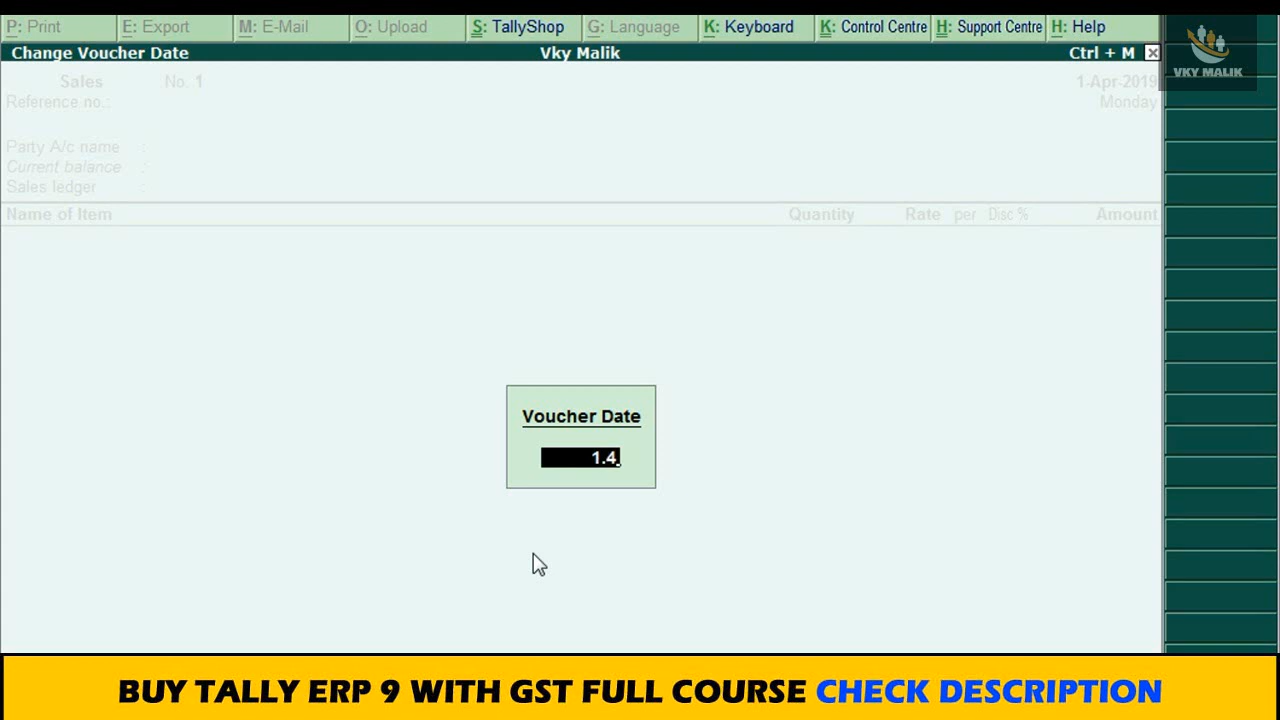 P: Print E: Export M: E-Mail O: Upload S: TallyShop G: Language K: Keyboard K: Control Centre H: Support Centre H: Help
Change Voucher Date Vky Malik Ctrl + M
VKY MALIK
Sales No. 1 1-Apr-2019
Reference no.: Monday
Party A/c name :
Current balance :
Sales ledger :
Name of Item Quantity Rate per Disc % Amount
Voucher Date
1.4
BUY TALLY ERP 9 WITH GST FULL COURSE CHECK DESCRIPTION